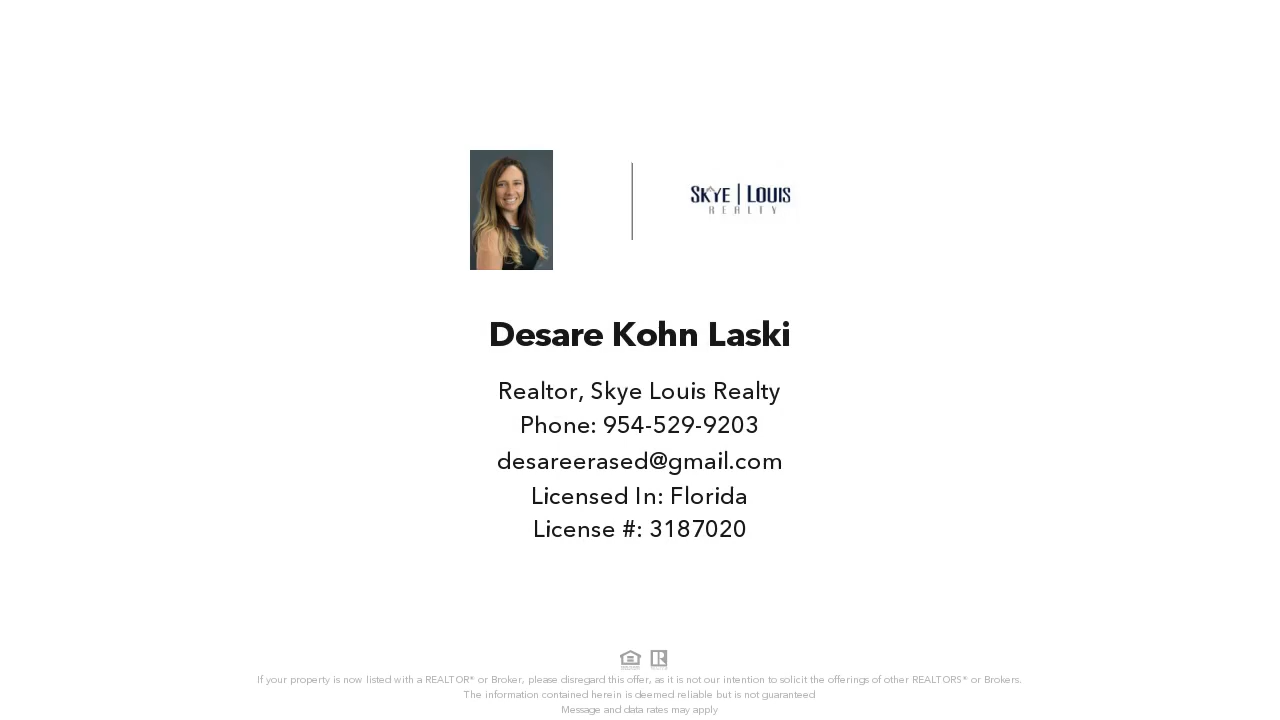 SKYE | LOUIS
REALTY
Desare Kohn Laski
Realtor, Skye Louis Realty
Phone: 954-529-9203
desareerased@gmail.com
Licensed In: Florida
License #: 3187020
If your property is now listed with a REALTOR® or Broker, please disregard this offer, as it is not our intention to solicit the offerings of other REALTORS® or Brokers.
The information contained herein is deemed reliable but is not guaranteed
Message and data rates may apply